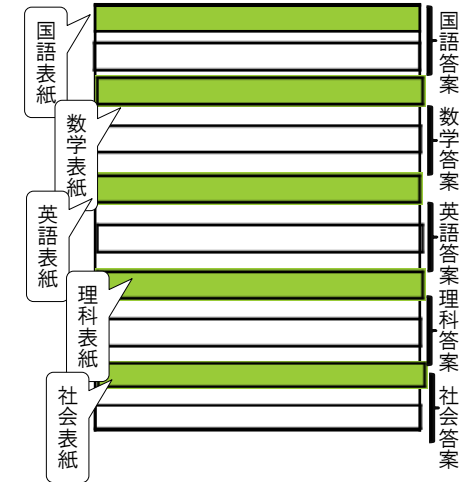 国語表紙
国語答案
数学表紙
数学答案
英語表紙
英語答案
理科表紙
理科答案
社会表紙
社会答案